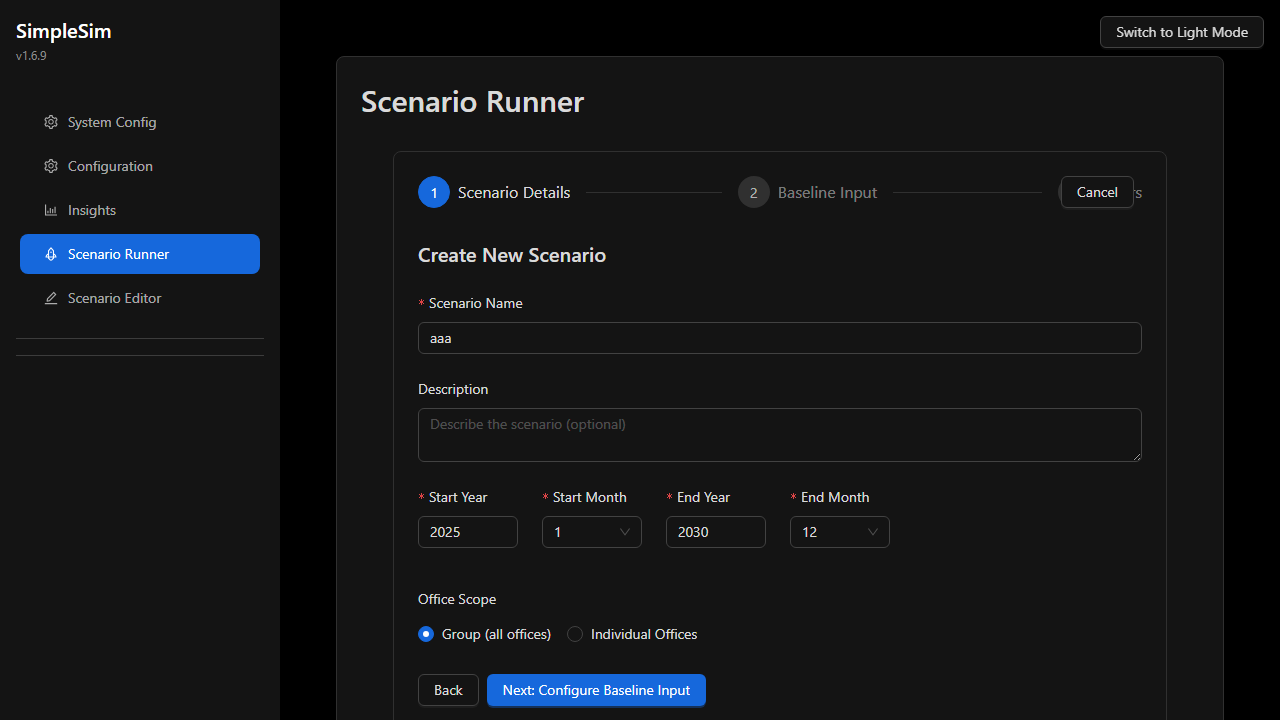 SimpleSim
v1.6.9
System Config
Configuration
Insights
Scenario Runner
Scenario Editor
Switch to Light Mode
Scenario Runner
1 Scenario Details
2 Baseline Input
Cancel
Create New Scenario
* Scenario Name
aaa
Description
Describe the scenario (optional)
* Start Year * Start Month * End Year * End Month
2025 1 2030 12
Office Scope
Group (all offices) Individual Offices
Back Next: Configure Baseline Input